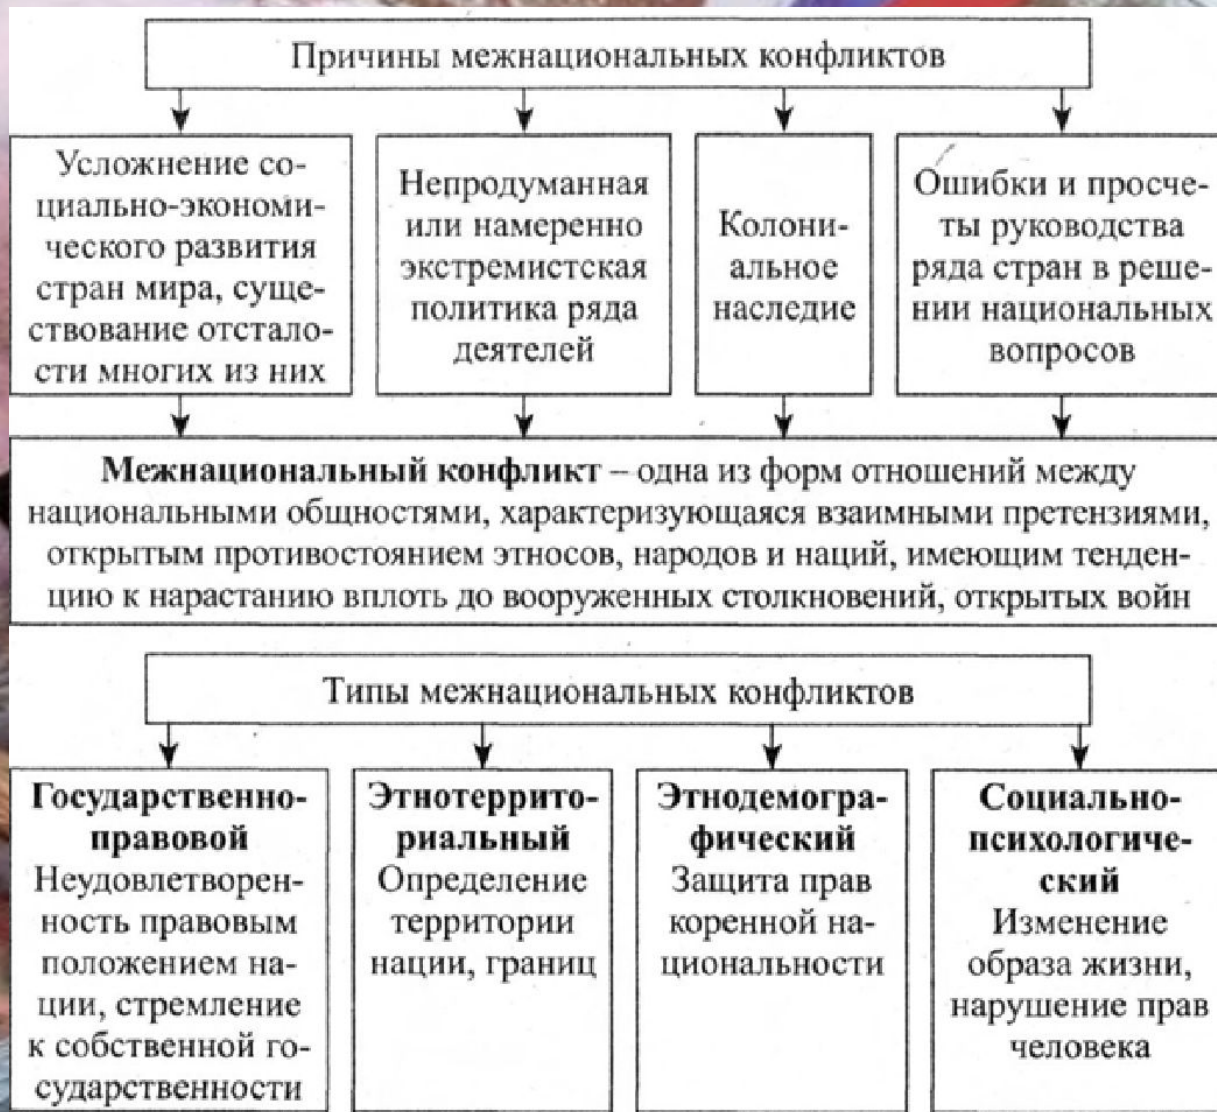 Причины межнациональных конфликтов
Усложнение со-
циально-экономи-
ческого развития
стран мира, суще-
ствование отстало-
сти многих из них
Непродуманная
или намеренно
экстремистская
политика ряда
деятелей
Колони-
альное
наследие
Ошибки и просче-
ты руководства
ряда стран в реше-
нии национальных
вопросов
Межнациональный конфликт – одна из форм отношений между
национальными общностями, характеризующаяся взаимными претензиями,
открытым противостоянием этносов, народов и наций, имеющим тенден-
цию к нарастанию вплоть до вооруженных столкновений, открытых войн
Типы межнациональных конфликтов
Государственно-
правовой
Неудовлетворен-
ность правовым
положением на-
ции, стремление
к собственной го-
сударственности
Этнотеррито-
риальный
Определение
территории
нации, границ
Этнодемогра-
фический
Защита прав
коренной на-
циональности
Социально-
психологиче-
ский
Изменение
образа жизни,
нарушение прав
человека